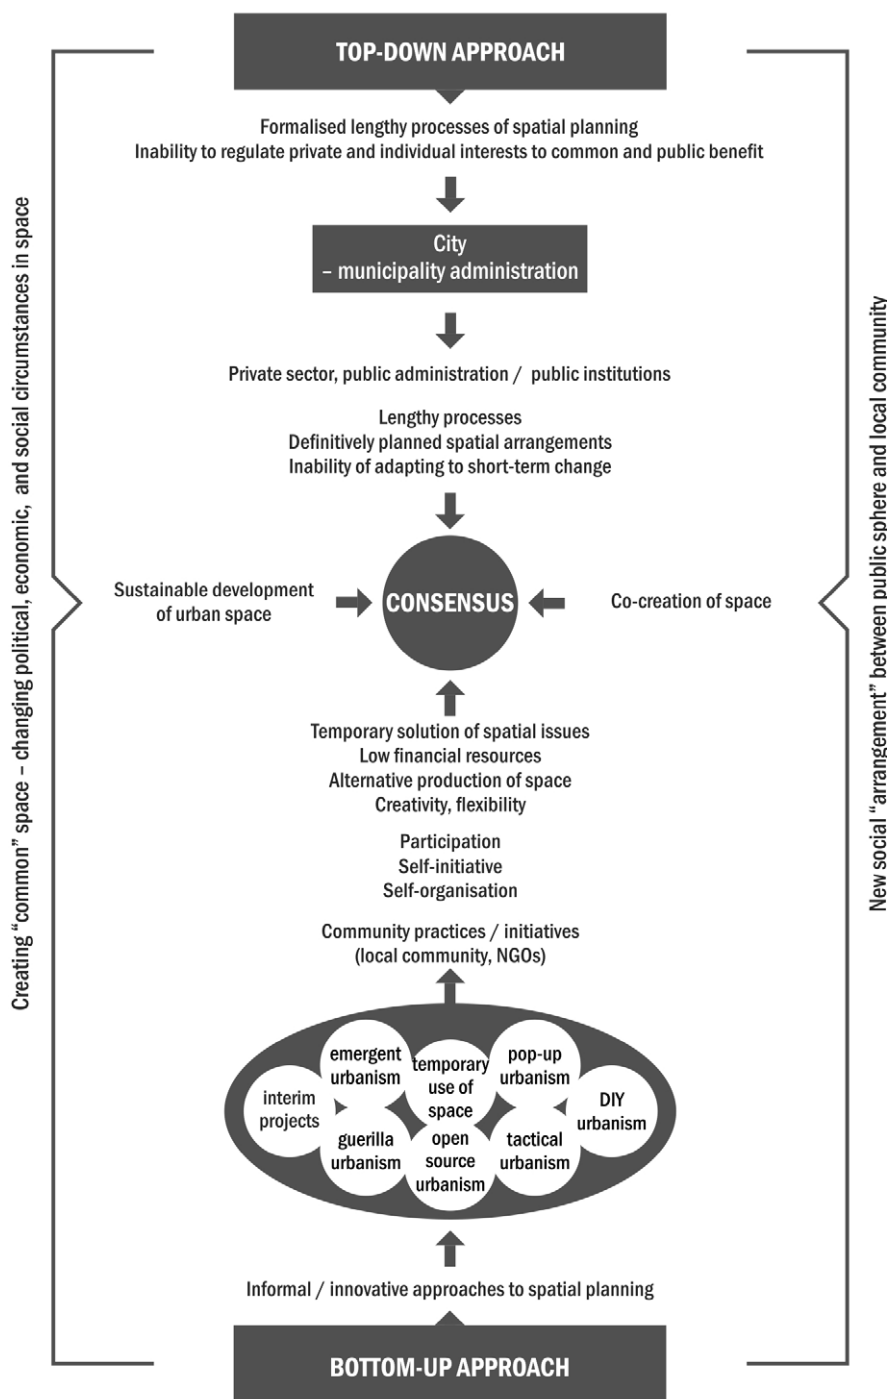 TOP-DOWN APPROACH
Formalised lengthy processes of spatial planning
Inability to regulate private and individual interests to common and public benefit
City
– municipality administration
Private sector, public administration / public institutions
Lengthy processes
Definitively planned spatial arrangements
Inability of adapting to short-term change
Sustainable development
of urban space
CONSENSUS
Co-creation of space
Temporary solution of spatial issues
Low financial resources
Alternative production of space
Creativity, flexibility
Participation
Self-initiative
Self-organisation
Community practices / initiatives
(local community, NGOs)
interim
projects
emergent
urbanism
guerilla
urbanism
temporary
use of
space
open
source
urbanism
pop-up
urbanism
tactical
urbanism
DIY
urbanism
Informal / innovative approaches to spatial planning
BOTTOM-UP APPROACH
Creating “common” space – changing political, economic, and social circumstances in space
New social “arrangement” between public sphere and local community